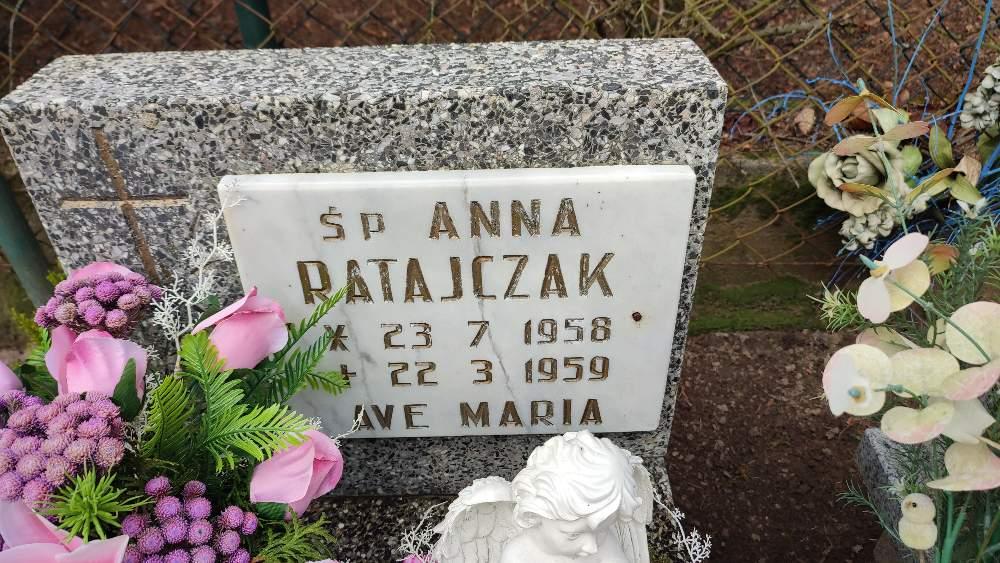 ŚP ANNA
RATAJCZAK
* 23 7 1958
+ 22 3 1959
AVE MARIA